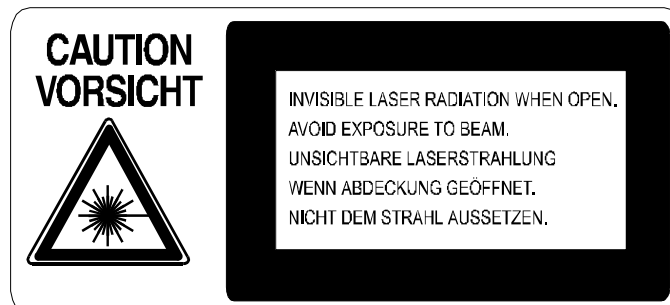 CAUTION
VORSICHT
INVISIBLE LASER RADIATION WHEN OPEN.
AVOID EXPOSURE TO BEAM.
UNSICHTBARE LASERSTRAHLUNG
WENN ABDECKUNG GEÖFFNET.
NICHT DEM STRAHL AUSSETZEN.